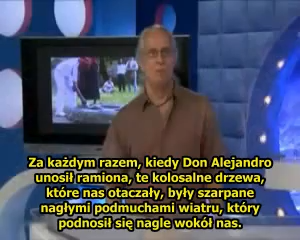 Za każdym razem, kiedy Don Alejandro
unosił ramiona, te kolosalne drzewa,
które nas otaczały, były szarpane
nagłymi podmuchami wiatru, który
podnosił się nagle wokół nas.